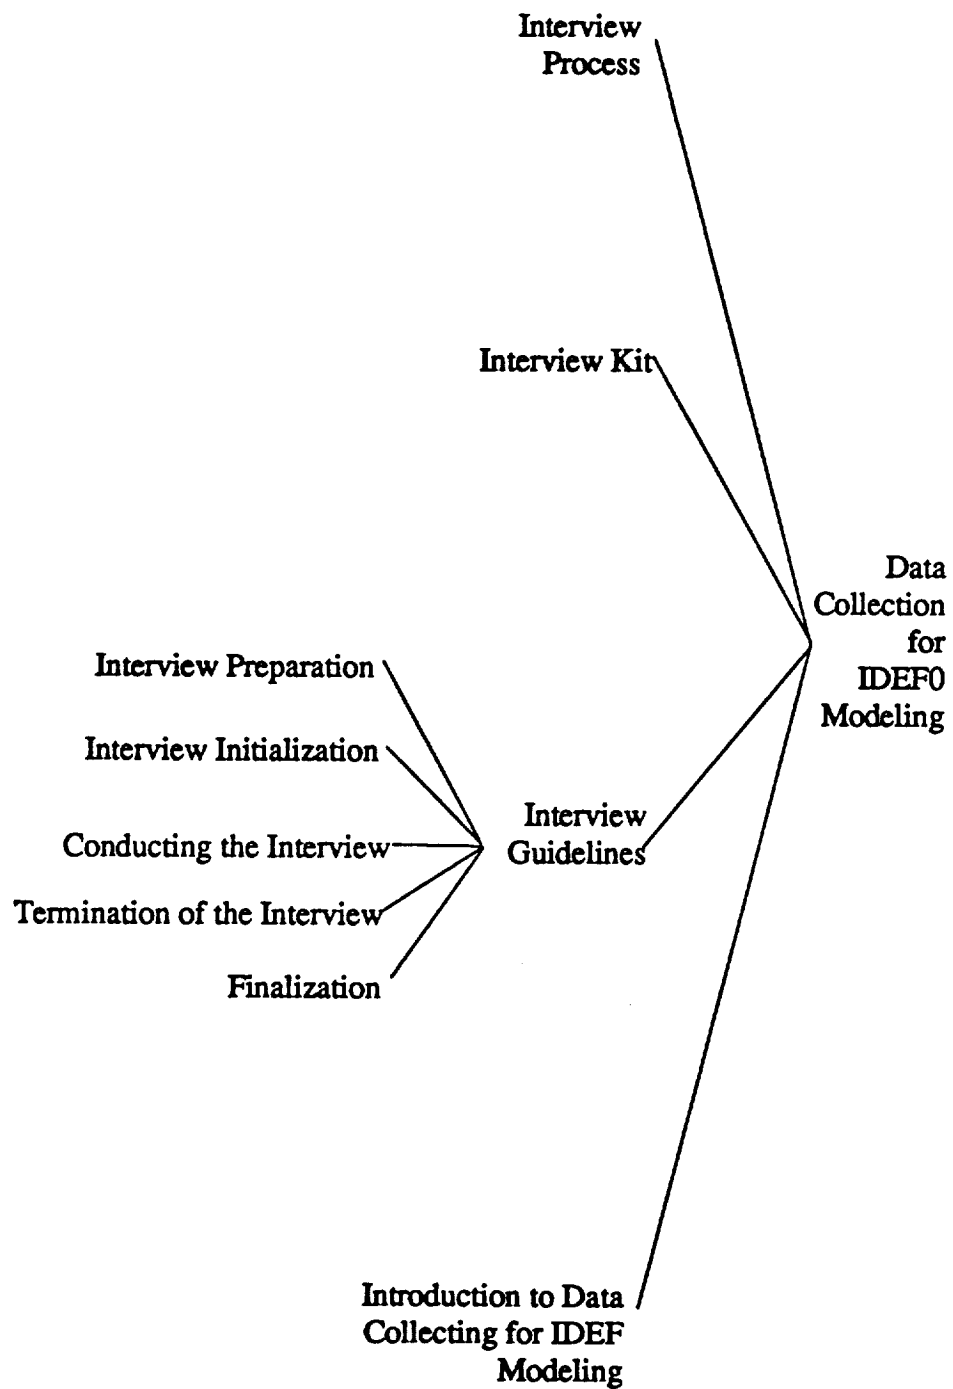 Interview
Process
Interview Kit
Data
Collection
for
IDEF0
Modeling
Interview Preparation
Interview Initialization
Conducting the Interview
Termination of the Interview
Finalization
Interview
Guidelines
Introduction to Data
Collecting for IDEF
Modeling